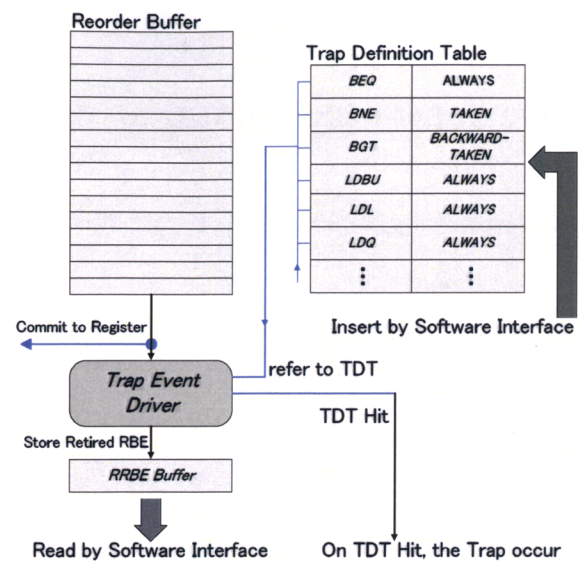 Reorder Buffer
Trap Definition Table
BEQ ALWAYS
BNE TAKEN
BGT BACKWARD-
TAKEN
LDBU ALWAYS
LDL ALWAYS
LDQ ALWAYS
⋮ ⋮
Commit to Register
Insert by Software Interface
Trap Event
Driver
refer to TDT
TDT Hit
Store Retired RBE
RRBE Buffer
Read by Software Interface
On TDT Hit, the Trap occur